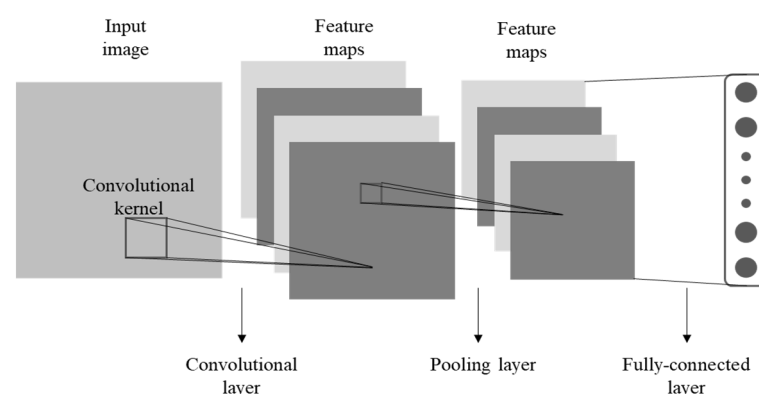 Input
image
Feature
maps
Feature
maps
Convolutional
kernel
Convolutional
layer
Pooling layer
Fully-connected
layer